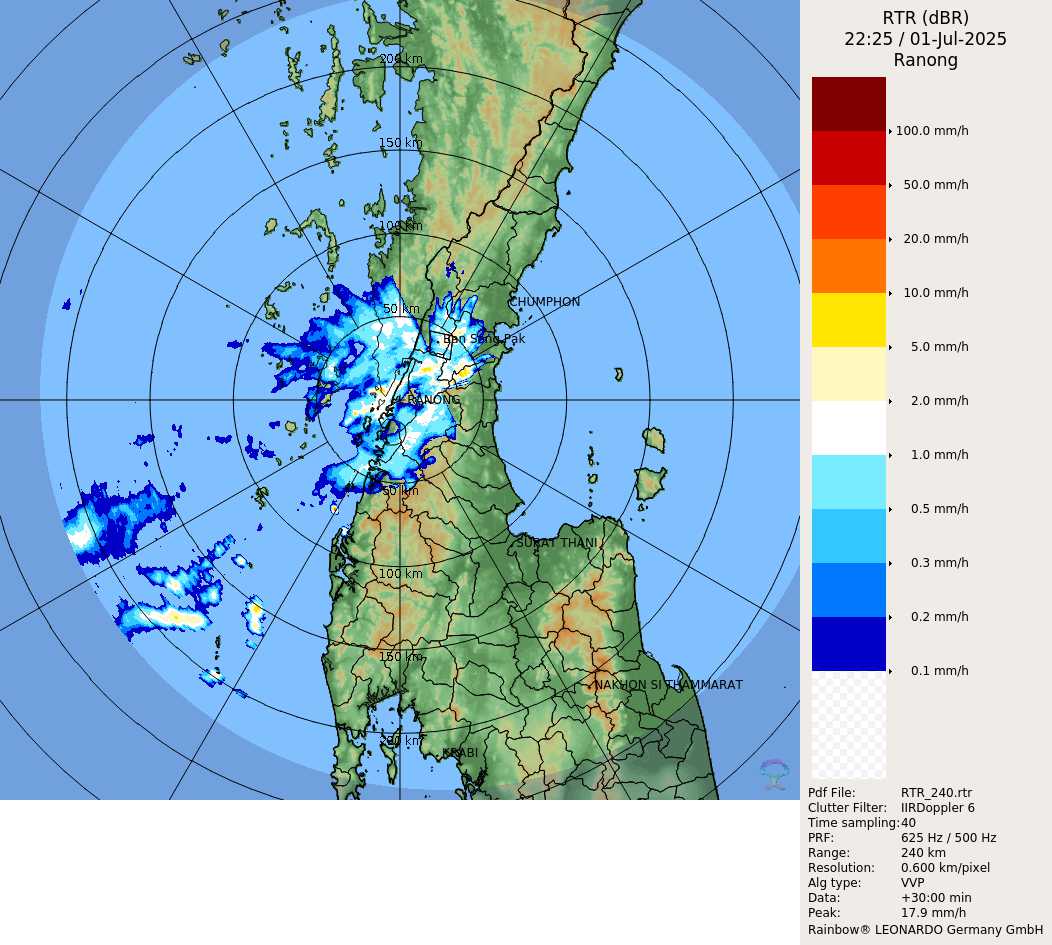 RTR (dBR)
22:25 / 01-Jul-2025
Ranong
200 km
150 km
100 km
50 km
CHUMPHON
Ban Song Pak
RANONG
50 km
SURAT THANI
100 km
150 km
NAKHON SI THAMMARAT
200 km
KRABI
100.0 mm/h
50.0 mm/h
20.0 mm/h
10.0 mm/h
5.0 mm/h
2.0 mm/h
1.0 mm/h
0.5 mm/h
0.3 mm/h
0.2 mm/h
0.1 mm/h
Pdf File: RTR_240.rtr
Clutter Filter: IIRDoppler 6
Time sampling:40
PRF: 625 Hz / 500 Hz
Range: 240 km
Resolution: 0.600 km/pixel
Alg type: VVP
Data: +30:00 min
Peak: 17.9 mm/h
Rainbow® LEONARDO Germany GmbH